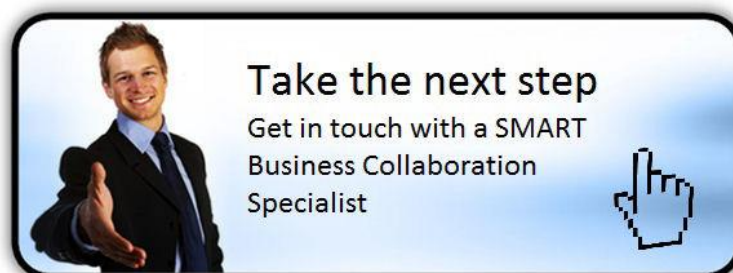 Take the next step
Get in touch with a SMART
Business Collaboration
Specialist